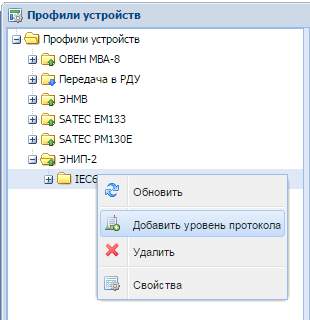 Профили устройств
Профили устройств
ОВЕН МВА-8
Передача в РДУ
ЭНМВ
SATEC EM133
SATEC PM130E
ЭНИП-2
IEC6
Обновить
Добавить уровень протокола
Удалить
Свойства